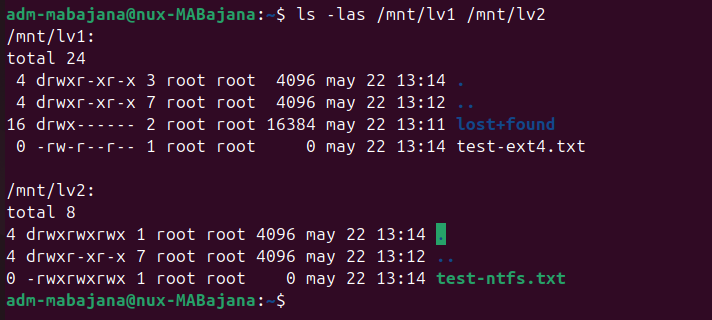 adm-mabajana@nux-MABajana:~$ ls -las /mnt/lv1 /mnt/lv2
/mnt/lv1:
total 24
 4 drwxr-xr-x 3 root root  4096 may 22 13:14 .
 4 drwxr-xr-x 7 root root  4096 may 22 13:12 ..
16 drwx------ 2 root root 16384 may 22 13:11 lost+found
 0 -rw-r--r-- 1 root root     0 may 22 13:14 test-ext4.txt

/mnt/lv2:
total 8
4 drwxrwxrwx 1 root root 4096 may 22 13:14 .
4 drwxr-xr-x 7 root root 4096 may 22 13:12 ..
0 -rwxrwxrwx 1 root root    0 may 22 13:14 test-ntfs.txt
adm-mabajana@nux-MABajana:~$